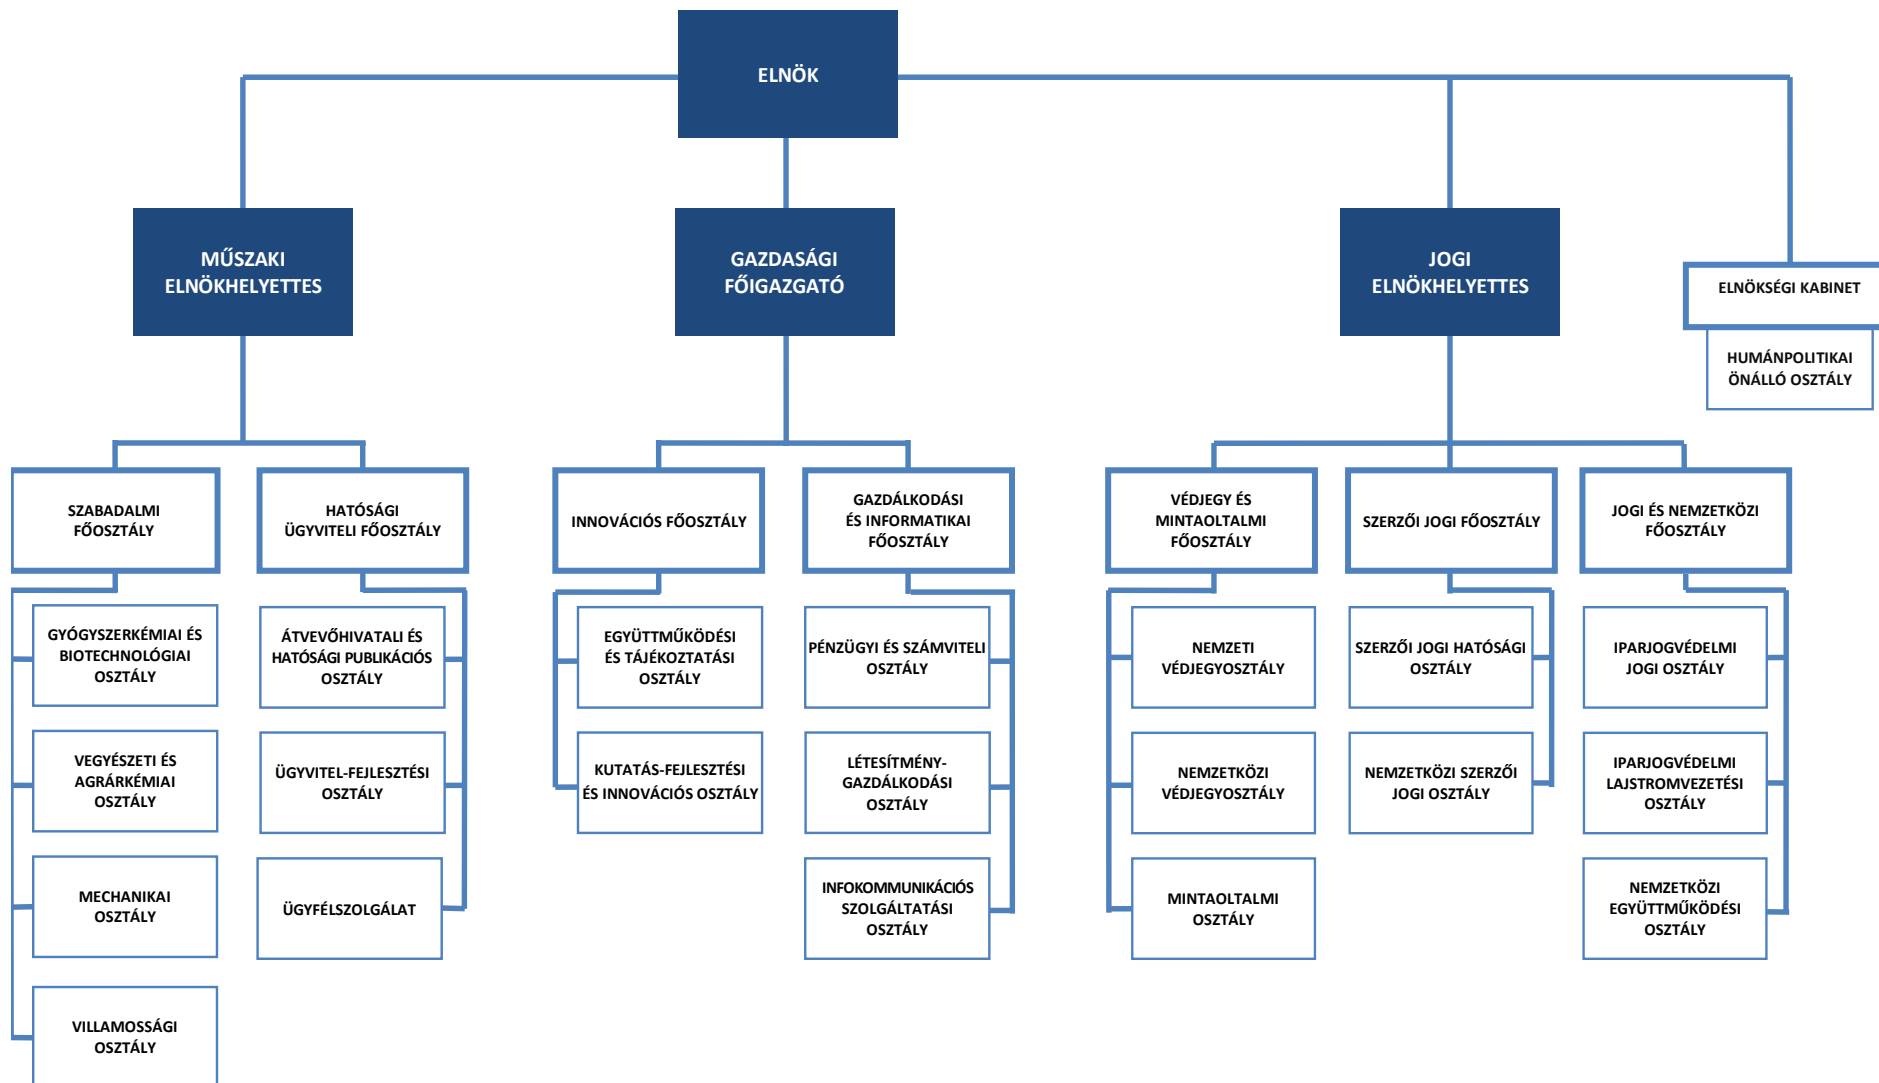 ELNÖK
MŰSZAKI
ELNÖKHELYETTES
GAZDASÁGI
FŐIGAZGATÓ
JOGI
ELNÖKHELYETTES
ELNÖKSÉGI KABINET
HUMÁNPOLITIKAI
ÖNÁLLÓ OSZTÁLY
SZABADALMI
FŐOSZTÁLY
HATÓSÁGI
ÜGYVITELI FŐOSZTÁLY
INNOVÁCIÓS FŐOSZTÁLY
GAZDÁLKODÁSI
ÉS INFORMATIKAI
FŐOSZTÁLY
VÉDJEGY ÉS
MINTAOLTALMI
FŐOSZTÁLY
SZERZŐI JOGI FŐOSZTÁLY
JOGI ÉS NEMZETKÖZI
FŐOSZTÁLY
GYÓGYSZERKÉMIAI ÉS
BIOTECHNOLÓGIAI
OSZTÁLY
ÁTVEVŐHIVATALI ÉS
HATÓSÁGI PUBLIKÁCIÓS
OSZTÁLY
EGYÜTTMŰKÖDÉSI
ÉS TÁJÉKOZTATÁSI
OSZTÁLY
PÉNZÜGYI ÉS SZÁMVITELI
OSZTÁLY
NEMZETI
VÉDJEGYOSZTÁLY
SZERZŐI JOGI HATÓSÁGI
OSZTÁLY
IPARJOGVÉDELMI
JOGI OSZTÁLY
VEGYÉSZETI ÉS
AGRÁRKÉMIAI
OSZTÁLY
ÜGYVITEL-FEJLESZTÉSI
OSZTÁLY
KUTATÁS-FEJLESZTÉSI
ÉS INNOVÁCIÓS OSZTÁLY
LÉTESÍTMÉNY-
GAZDÁLKODÁSI
OSZTÁLY
NEMZETKÖZI
VÉDJEGYOSZTÁLY
NEMZETKÖZI SZERZŐI
JOGI OSZTÁLY
IPARJOGVÉDELMI
LAJSTROMVEZETÉSI
OSZTÁLY
MECHANIKAI
OSZTÁLY
ÜGYFÉLSZOLGÁLAT
INFOKOMMUNIKÁCIÓS
SZOLGÁLTATÁSI
OSZTÁLY
MINTAOLTALMI
OSZTÁLY
NEMZETKÖZI
EGYÜTTMŰKÖDÉSI
OSZTÁLY
VILLAMOSSÁGI
OSZTÁLY